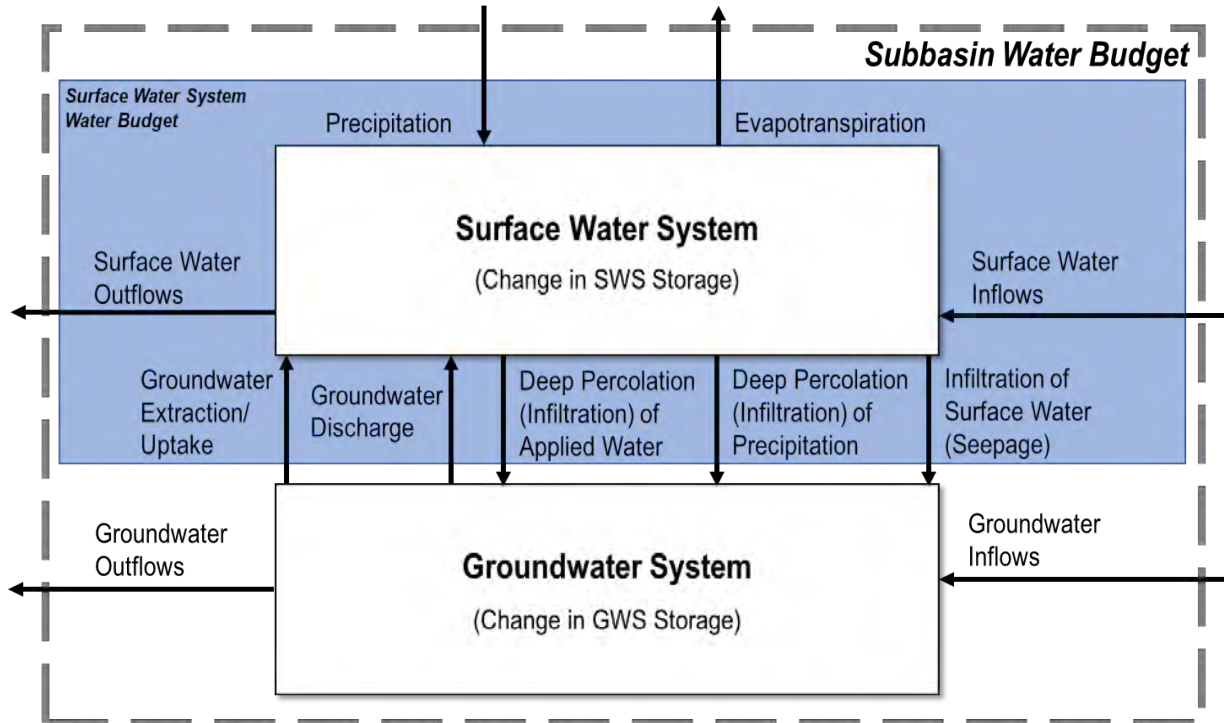 Subbasin Water Budget
Surface Water System
Water Budget
Precipitation
Evapotranspiration
Surface Water System
(Change in SWS Storage)
Surface Water
Outflows
Surface Water
Inflows
Groundwater
Extraction/
Uptake
Groundwater
Discharge
Deep Percolation
(Infiltration) of
Applied Water
Deep Percolation
(Infiltration) of
Precipitation
Infiltration of
Surface Water
(Seepage)
Groundwater
Outflows
Groundwater System
(Change in GWS Storage)
Groundwater
Inflows